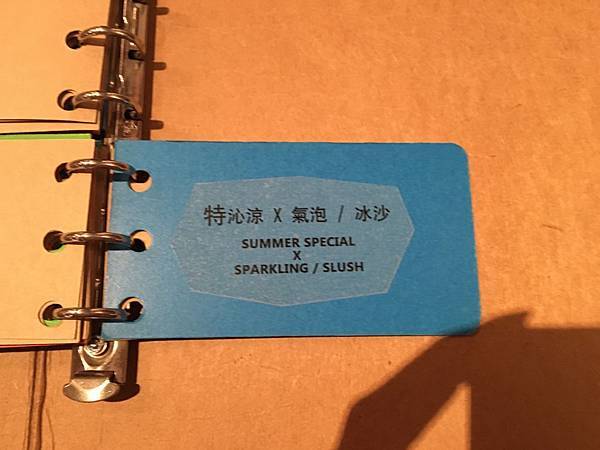 特沁涼 X 氣泡 / 冰沙
SUMMER SPECIAL
X
SPARKLING / SLUSH